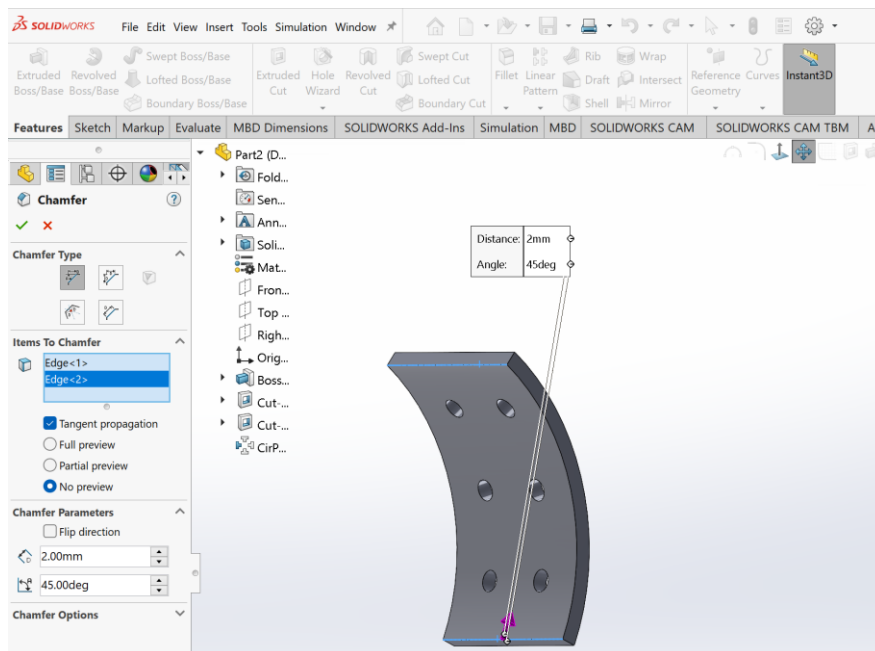 SOLIDWORKS File Edit View Insert Tools Simulation Window
Extruded Boss/Base Revolved Boss/Base Swept Boss/Base Extruded Cut Hole Wizard Revolved Cut Swept Cut Fillet Linear Pattern Rib Wrap Reference Geometry Curves Instant3D
Lofted Boss/Base Lofted Cut Draft Intersect
Boundary Boss/Base Boundary Cut Shell Mirror
Features Sketch Markup Evaluate MBD Dimensions SOLIDWORKS Add-Ins Simulation MBD SOLIDWORKS CAM SOLIDWORKS CAM TBM A
Chamfer
Chamfer Type
Items To Chamfer
Edge<1>
Edge<2>
Tangent propagation
Full preview
Partial preview
No preview
Chamfer Parameters
Flip direction
2.00mm
45.00deg
Chamfer Options
Part2 (D...
Fold...
Sen...
Ann...
Soli...
Mat...
Fron...
Top ...
Righ...
Orig...
Boss...
Cut-...
Cut-...
CirP...
Distance: 2mm
Angle: 45deg